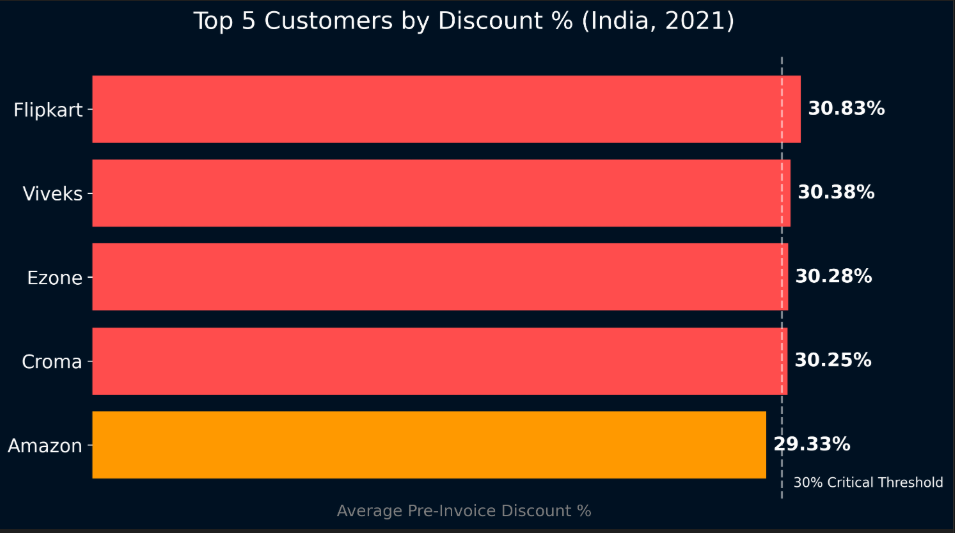 Top 5 Customers by Discount % (India, 2021)
Flipkart 30.83%
Viveks 30.38%
Ezone 30.28%
Croma 30.25%
Amazon 29.33%
30% Critical Threshold
Average Pre-Invoice Discount %